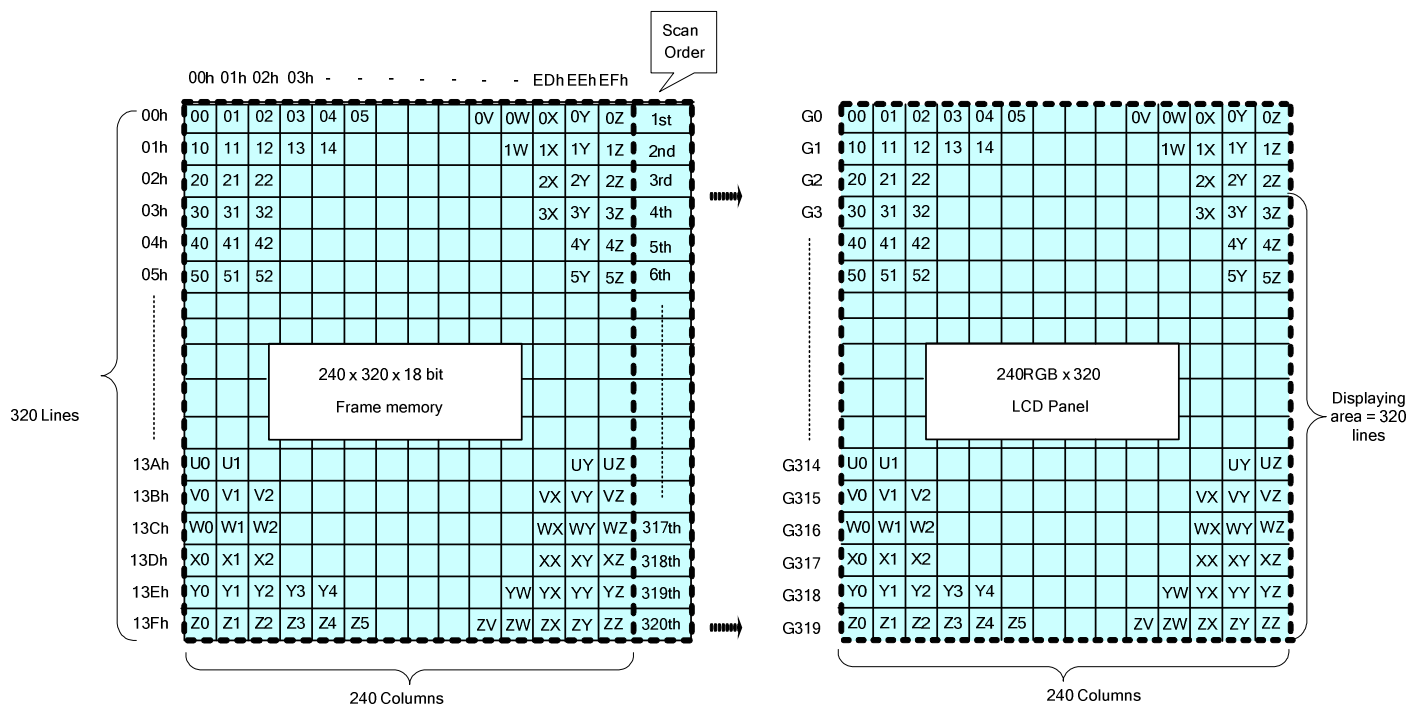 Scan
Order
00h 01h 02h 03h - - - - - - - EDh EEh EFh
00h 00 01 02 03 04 05 0V 0W 0X 0Y 0Z 1st
01h 10 11 12 13 14 1W 1X 1Y 1Z 2nd
02h 20 21 22 2X 2Y 2Z 3rd
03h 30 31 32 3X 3Y 3Z 4th
04h 40 41 42 4Y 4Z 5th
05h 50 51 52 5Y 5Z 6th
240 x 320 x 18 bit
Frame memory
320 Lines
13Ah U0 U1 UY UZ
13Bh V0 V1 V2 VX VY VZ
13Ch W0 W1 W2 WX WY WZ 317th
13Dh X0 X1 X2 XX XY XZ 318th
13Eh Y0 Y1 Y2 Y3 Y4 YW YX YY YZ 319th
13Fh Z0 Z1 Z2 Z3 Z4 Z5 ZV ZW ZX ZY ZZ 320th
240 Columns
G0 00 01 02 03 04 05 0V 0W 0X 0Y 0Z
G1 10 11 12 13 14 1W 1X 1Y 1Z
G2 20 21 22 2X 2Y 2Z
G3 30 31 32 3X 3Y 3Z
40 41 42 4Y 4Z
50 51 52 5Y 5Z
240RGB x 320
LCD Panel
Displaying
area = 320
lines
G314 U0 U1 UY UZ
G315 V0 V1 V2 VX VY VZ
G316 W0 W1 W2 WX WY WZ
G317 X0 X1 X2 XX XY XZ
G318 Y0 Y1 Y2 Y3 Y4 YW YX YY YZ
G319 Z0 Z1 Z2 Z3 Z4 Z5 ZV ZW ZX ZY ZZ
240 Columns